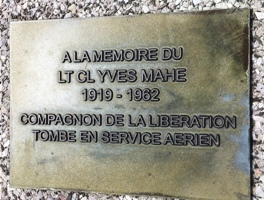 A LA MEMOIRE DU
LT CL YVES MAHE
1919 - 1962
COMPAGNON DE LA LIBERATION
TOMBE EN SERVICE AERIEN